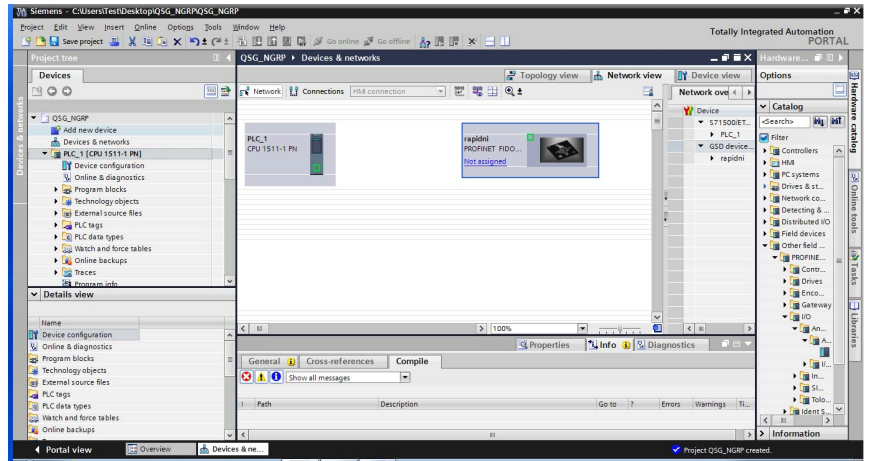 Siemens - C:\Users\Test\Desktop\QSG_NGRP\QSG_NGRP
Project Edit View Insert Online Options Tools Window Help
Totally Integrated Automation
PORTAL
Save project
Go online
Go offline
Project tree
QSG_NGRP
Devices & networks
Hardware...
Devices
Topology view
Network view
Device view
Options
Network
Connections
HMI connection
Network ove
Device
Catalog
<Search>
Filter
QSG_NGRP
Add new device
Devices & networks
PLC_1 [CPU 1511-1 PN]
Device configuration
Online & diagnostics
Program blocks
Technology objects
External source files
PLC tags
PLC data types
Watch and force tables
Online backups
Traces
Program info
PLC_1
CPU 1511-1 PN
rapidni
PROFINET FIDO...
Not assigned
S71500/ET...
PLC_1
GSD device...
rapidni
Controllers
HMI
PC systems
Drives & st...
Network co...
Detecting & ...
Distributed I/O
Field devices
Other field ...
PROFINE...
Contr...
Drives
Enco...
Gateway
I/O
An...
A...
I/...
In...
SI...
Tolo...
Ident S...
Details view
Name
Device configuration
Online & diagnostics
Program blocks
Technology objects
External source files
PLC tags
PLC data types
Watch and force tables
Online backups
100%
Properties
Info
Diagnostics
General
Cross-references
Compile
Show all messages
! Path Description Go to ? Errors Warnings Ti...
Information
Devices & networks
Hardware catalog
Online tools
Tasks
Libraries
Portal view
Overview
Devices & ne...
Project QSG_NGRP created.